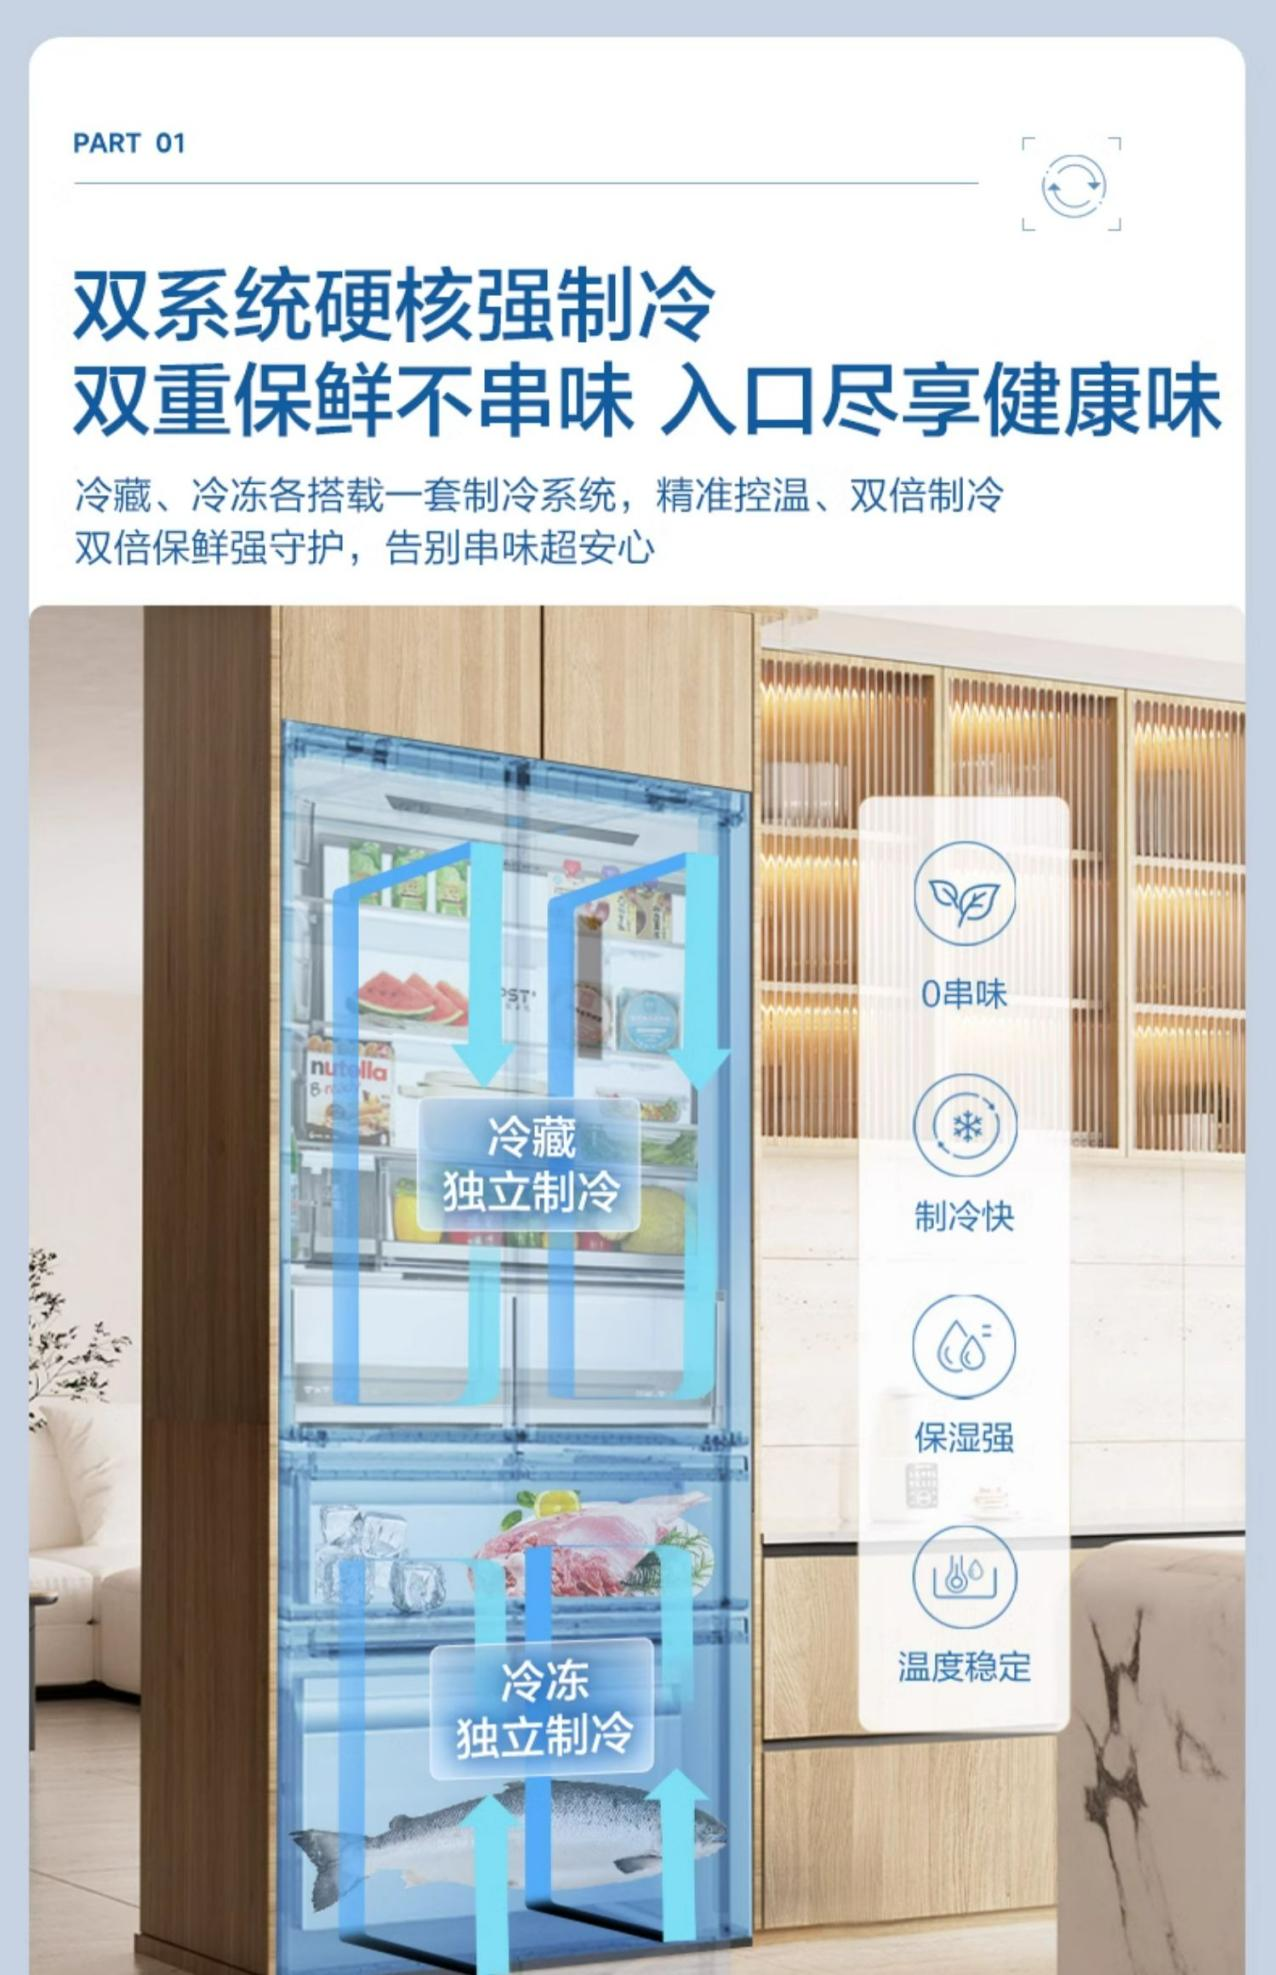 PART 01
双系统硬核强制冷
双重保鲜不串味 入口尽享健康味
冷藏、冷冻各搭载一套制冷系统，精准控温、双倍制冷
双倍保鲜强守护，告别串味超安心
0串味
nutella
冷藏
独立制冷
制冷快
保湿强
冷冻
独立制冷
温度稳定